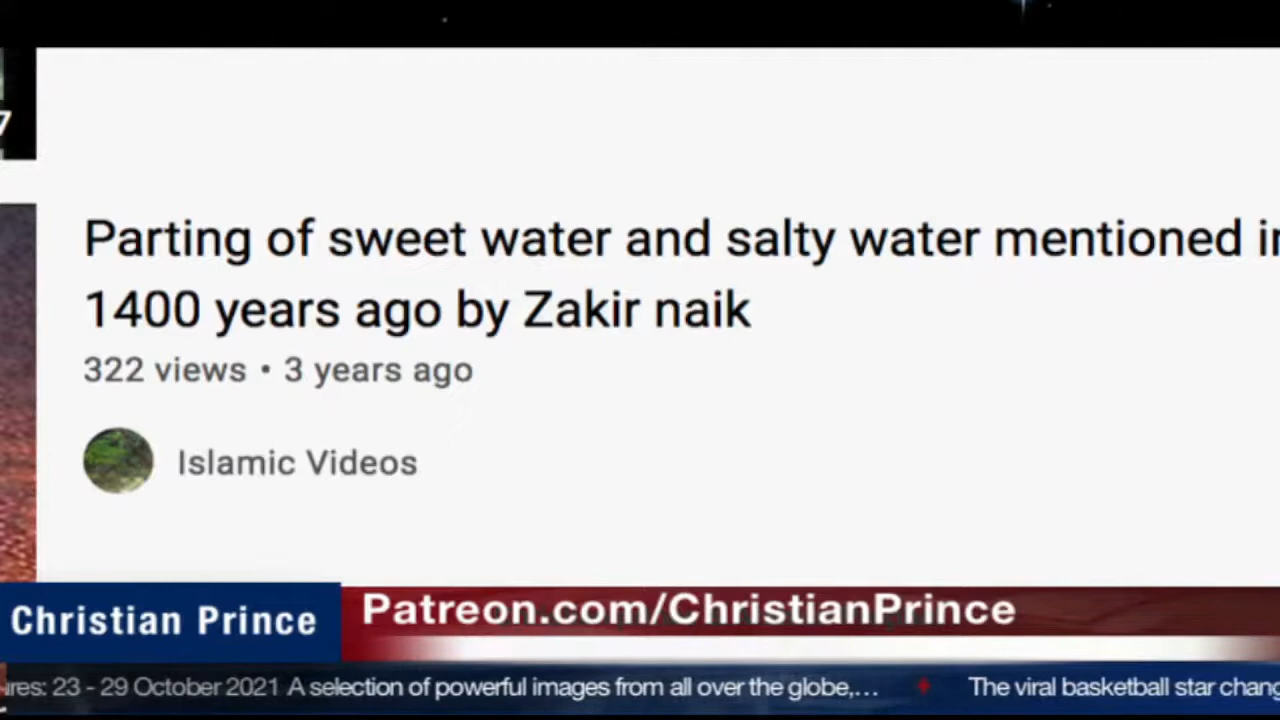 7
Parting of sweet water and salty water mentioned
1400 years ago by Zakir naik
322 views • 3 years ago
Islamic Videos
Christian Prince
Patreon.com/ChristianPrince
23 - 29 October 2021 A selection of powerful images from all over the globe,... The viral basketball star